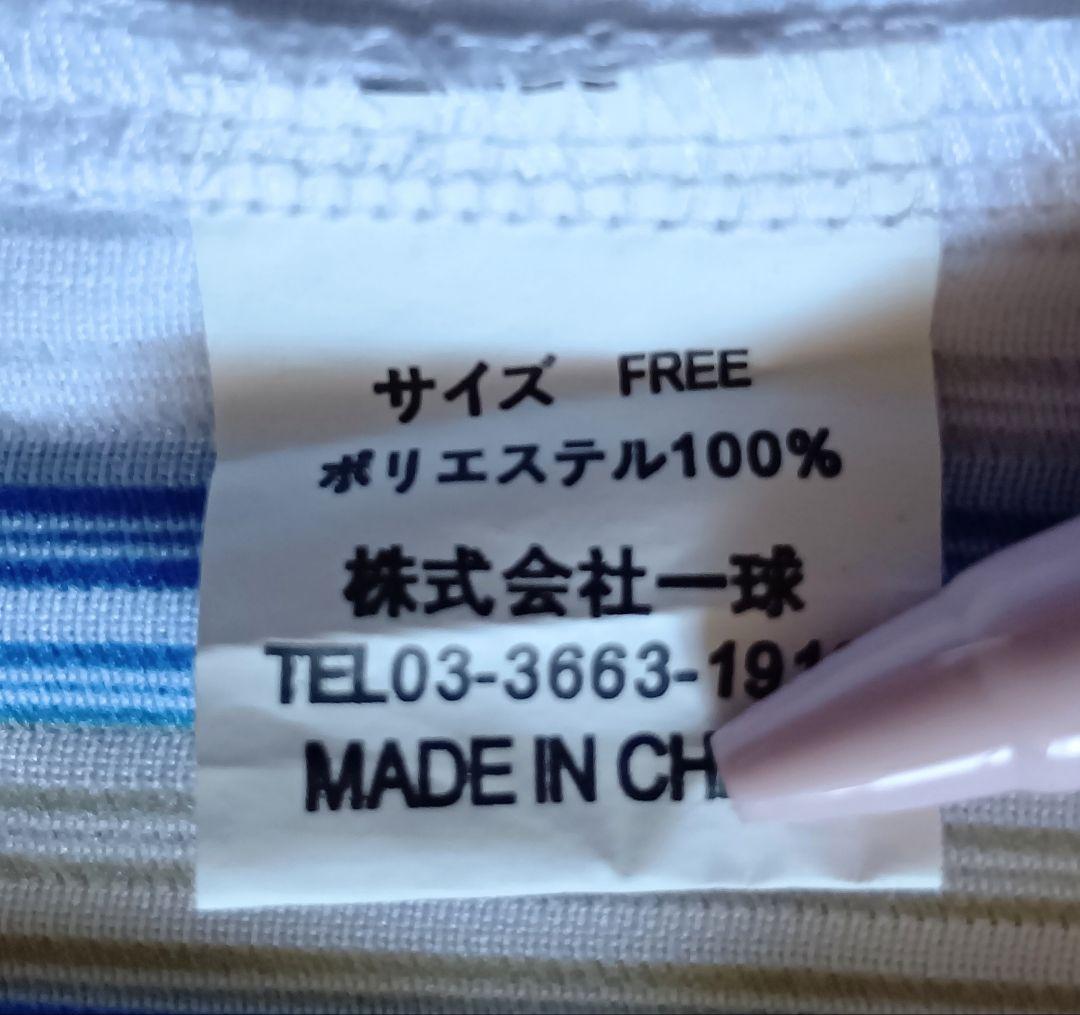 サイズ FREE
ポリエステル100%
株式会社一球
TEL03-3663-191
MADE IN CH